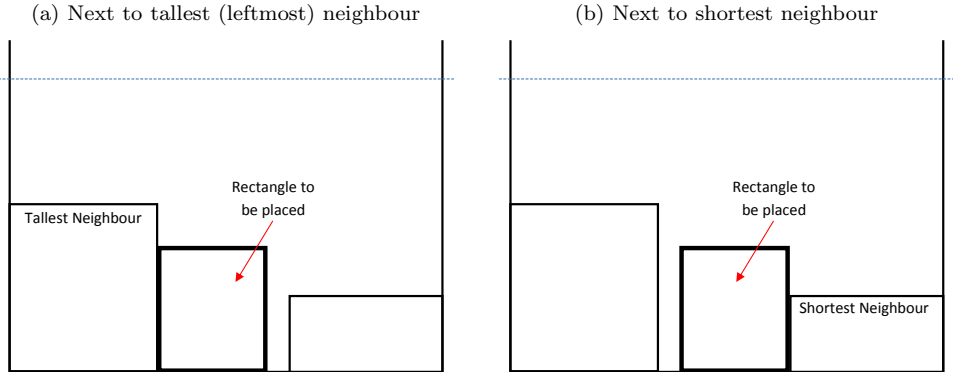 (a) Next to tallest (leftmost) neighbour
(b) Next to shortest neighbour
Rectangle to
be placed
Tallest Neighbour
Rectangle to
be placed
Shortest Neighbour